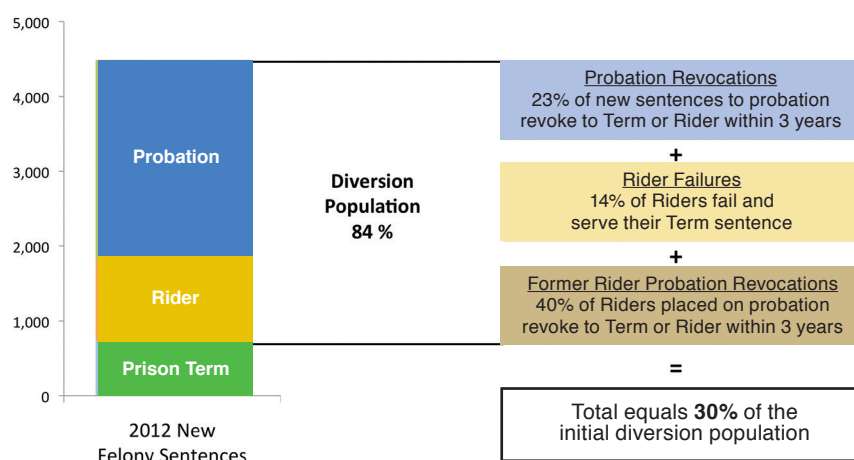 5,000
4,000
3,000
2,000
1,000
0
Probation
Rider
Prison Term
2012 New
Felony Sentences
Diversion
Population
84 %
Probation Revocations
23% of new sentences to probation
revoke to Term or Rider within 3 years
+
Rider Failures
14% of Riders fail and
serve their Term sentence
+
Former Rider Probation Revocations
40% of Riders placed on probation
revoke to Term or Rider within 3 years
=
Total equals 30% of the
initial diversion population